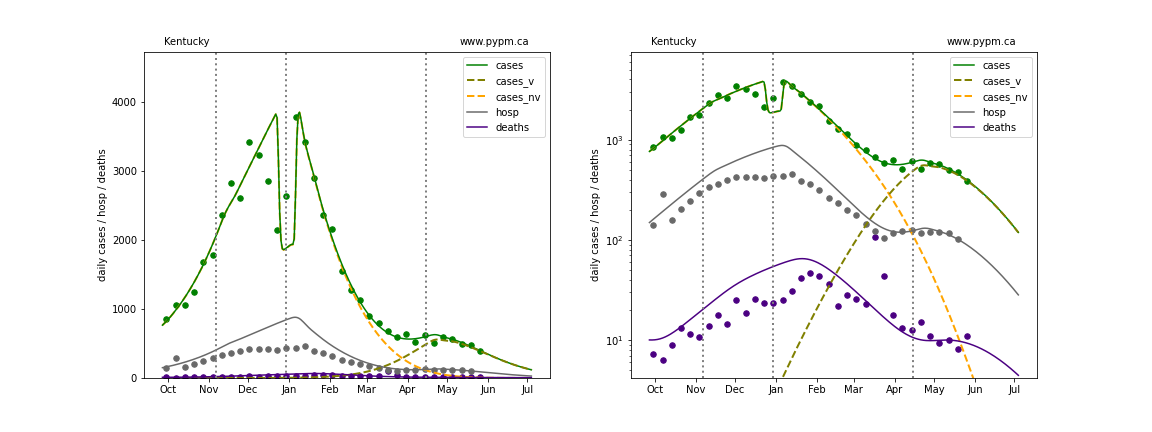 Kentucky
www.pypm.ca
daily cases / hosp / deaths
4000
3000
2000
1000
0
Oct
Nov
Dec
Jan
Feb
Mar
Apr
May
Jun
Jul
cases
cases_v
cases_nv
hosp
deaths
Kentucky
www.pypm.ca
daily cases / hosp / deaths
10³
10²
10¹
Oct
Nov
Dec
Jan
Feb
Mar
Apr
May
Jun
Jul
cases
cases_v
cases_nv
hosp
deaths